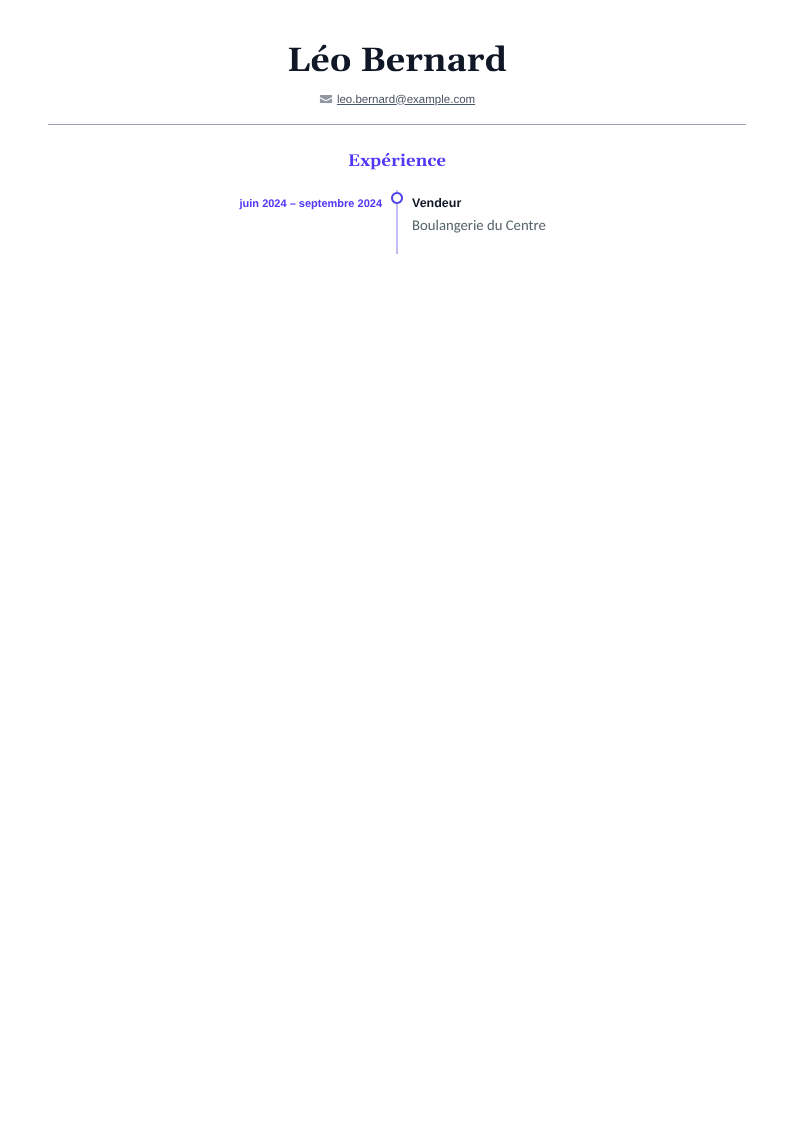 Léo Bernard
leo.bernard@example.com
Expérience
juin 2024 – septembre 2024
Vendeur
Boulangerie du Centre